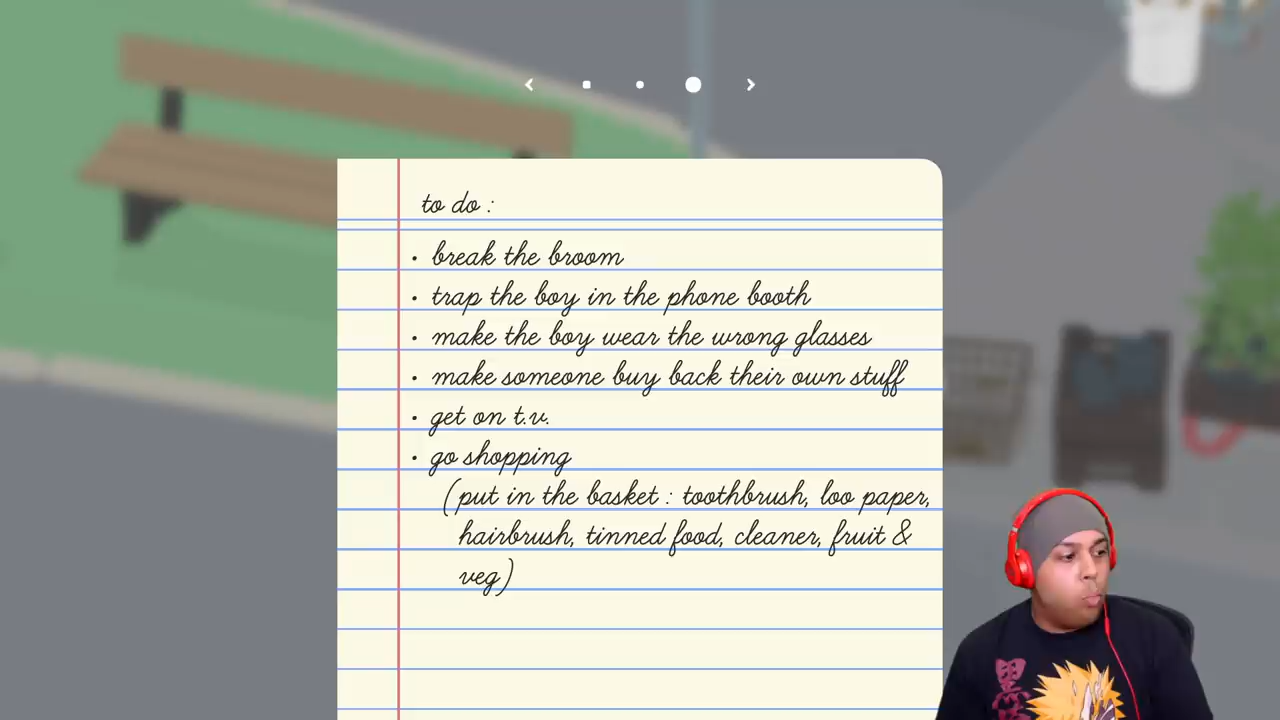 to do :
• break the broom
• trap the boy in the phone booth
• make the boy wear the wrong glasses
• make someone buy back their own stuff
• get on t.v.
• go shopping
(put in the basket : toothbrush, loo paper,
hairbrush, tinned food, cleaner, fruit &
veg)